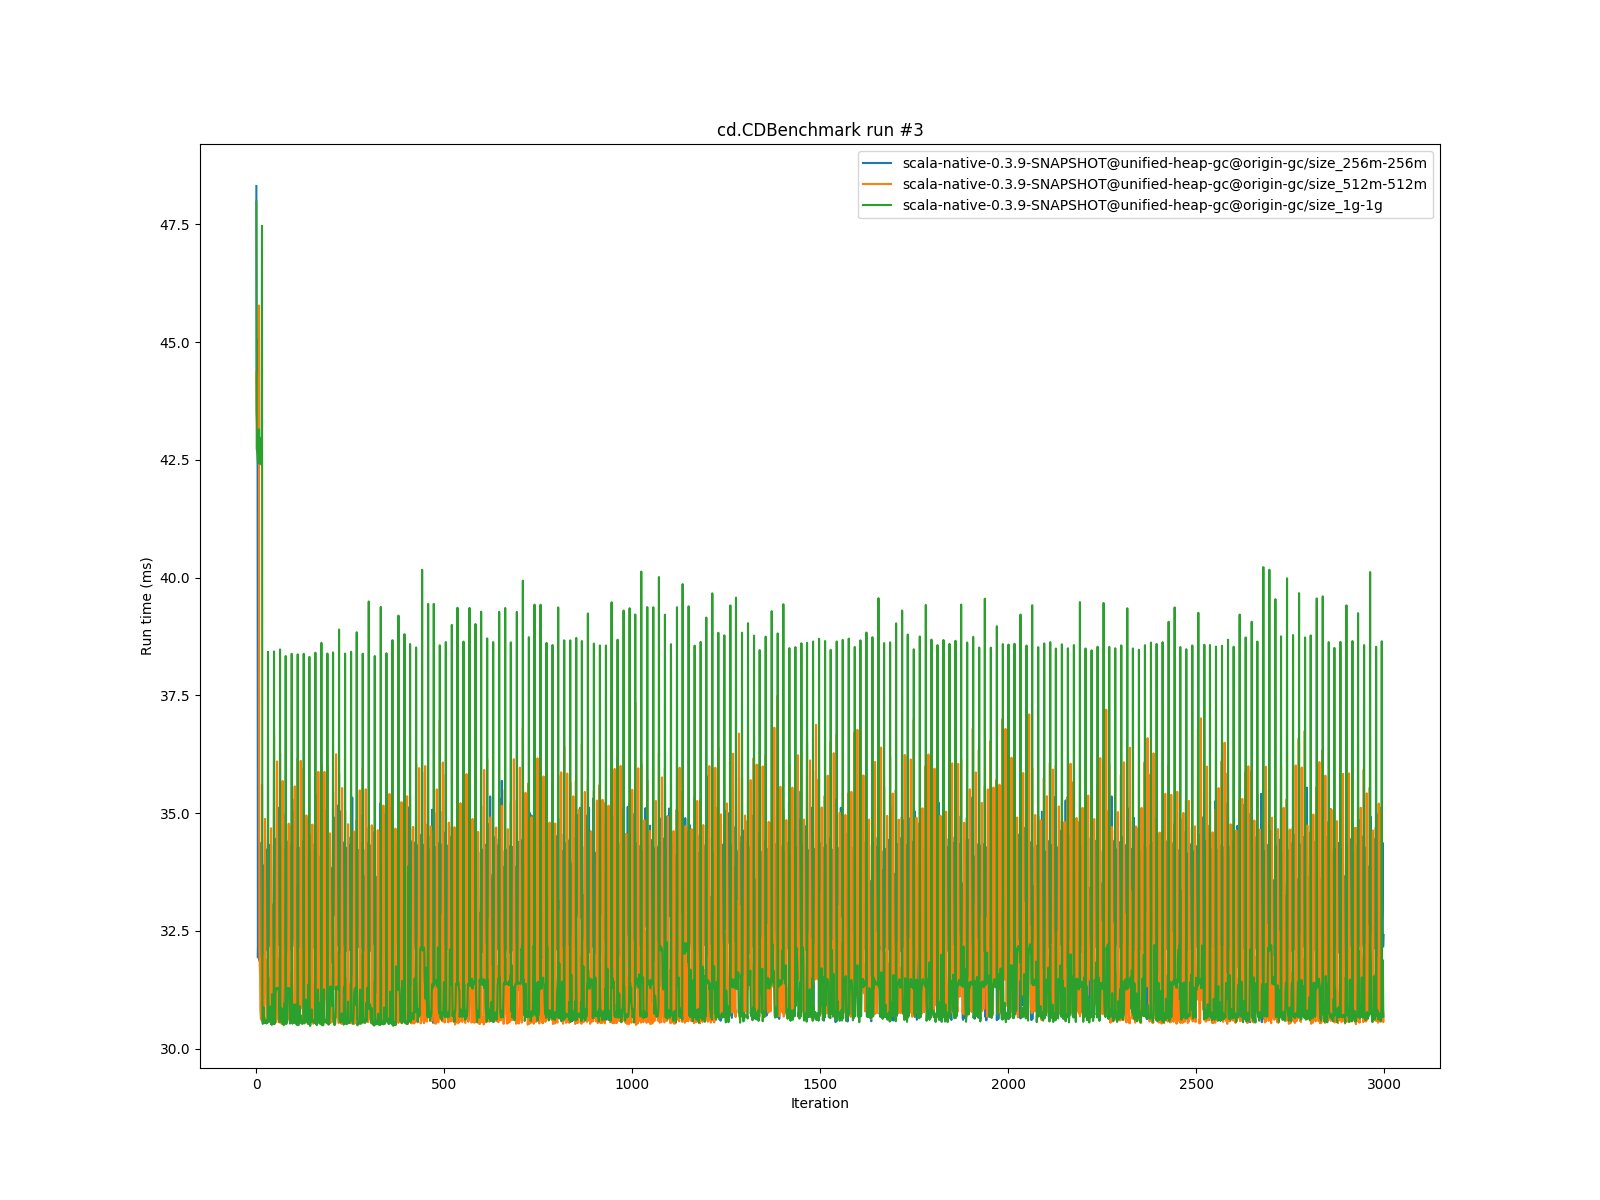 cd.CDBenchmark run #3
scala-native-0.3.9-SNAPSHOT@unified-heap-gc@origin-gc/size_256m-256m
scala-native-0.3.9-SNAPSHOT@unified-heap-gc@origin-gc/size_512m-512m
scala-native-0.3.9-SNAPSHOT@unified-heap-gc@origin-gc/size_1g-1g
Run time (ms)
47.5
45.0
42.5
40.0
37.5
35.0
32.5
30.0
0 500 1000 1500 2000 2500 3000
Iteration